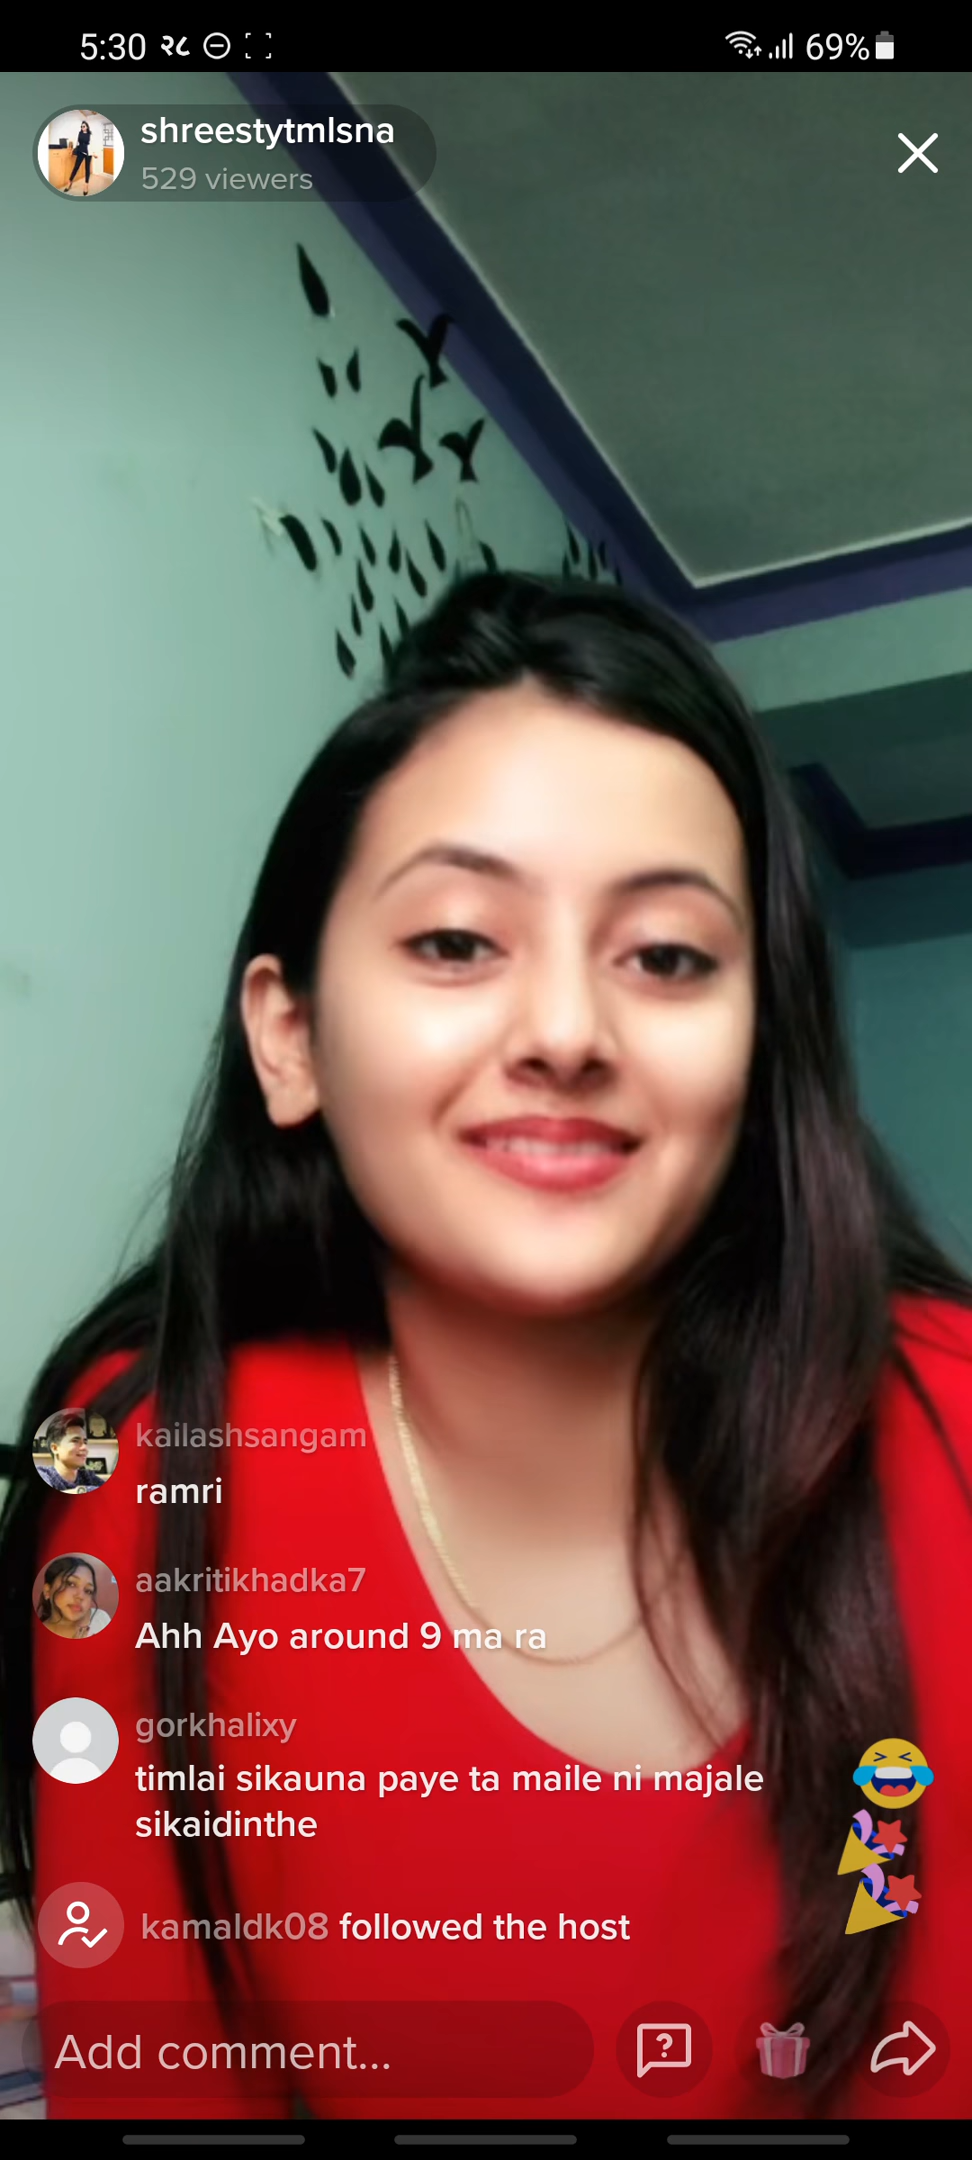 5:30 २८ 69%
shreestytmlsna
529 viewers
kailashsangam
ramri
aakritikhadka7
Ahh Ayo around 9 ma ra
gorkhalixy
timlai sikauna paye ta maile ni majale
sikaidinthe
kamaldk08 followed the host
Add comment...
?